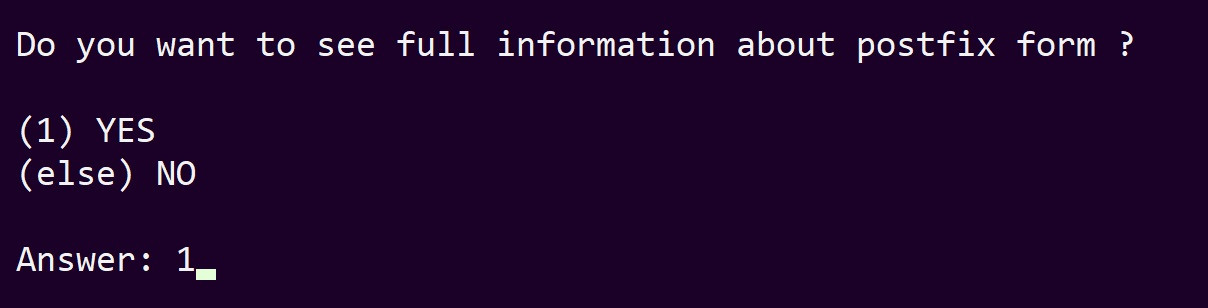 Do you want to see full information about postfix form ?
(1) YES
(else) NO
Answer: 1